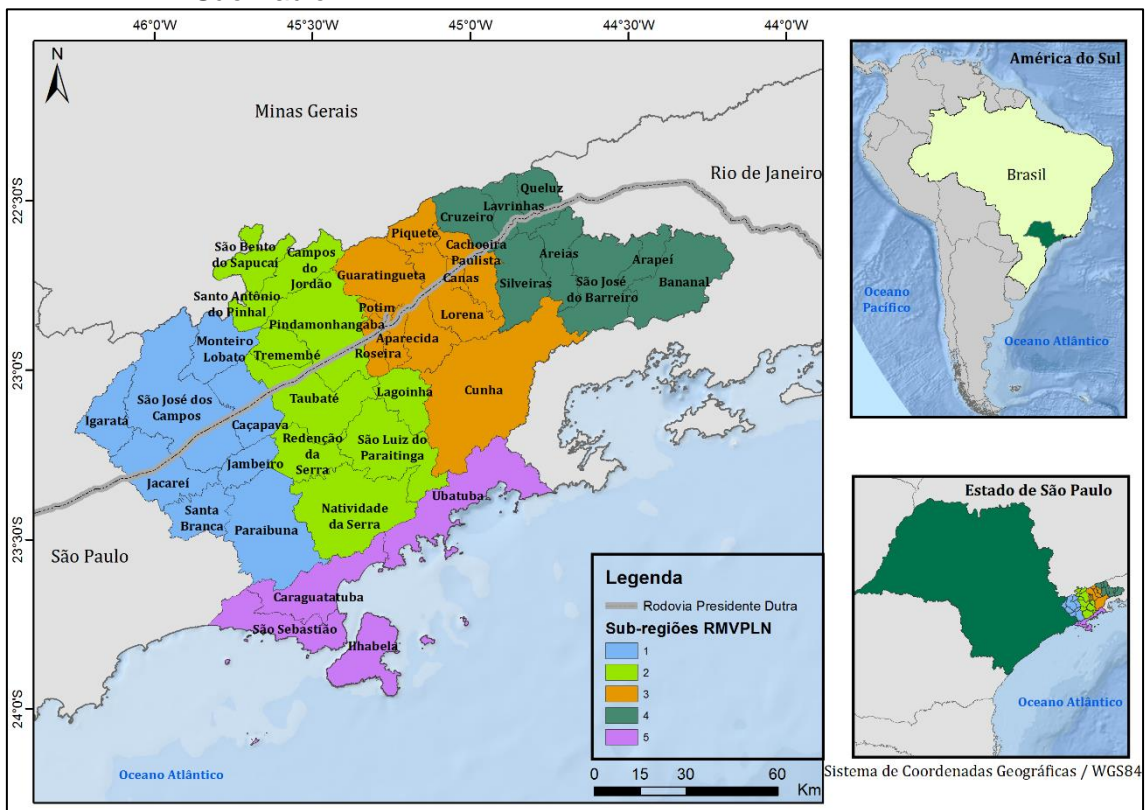 46°0'W
45°30'W
45°0'W
44°30'W
44°0'W
22°30'S
23°0'S
23°30'S
24°0'S
N
Minas Gerais
Rio de Janeiro
São Paulo
Queluz
Lavrinhas
Cruzeiro
Piquete
Cachoeira
Paulista
Canas
Areias
Arapeí
São José
do Barreiro
Bananal
Silveiras
São Bento
do Sapucaí
Campos
do
Jordão
Guaratingueta
Santo Antônio
do Pinhal
Potim
Lorena
Pindamonhangaba
Aparecida
Roseira
Monteiro
Lobato
Tremembé
Cunha
Lagoinha
Taubaté
São José dos
Campos
Igaratá
Caçapava
Redenção
da
Serra
São Luiz do
Paraitinga
Jambeiro
Jacareí
Ubatuba
Santa
Branca
Paraibuna
Natividade
da Serra
Caraguatatuba
São Sebastião
Ilhabela
Oceano Atlântico
Legenda
Rodovia Presidente Dutra
Sub-regiões RMVPLN
1
2
3
4
5
0 15 30 60
Km
América do Sul
Brasil
Oceano
Pacífico
Oceano Atlântico
Estado de São Paulo
Oceano Atlântico
Sistema de Coordenadas Geográficas / WGS84